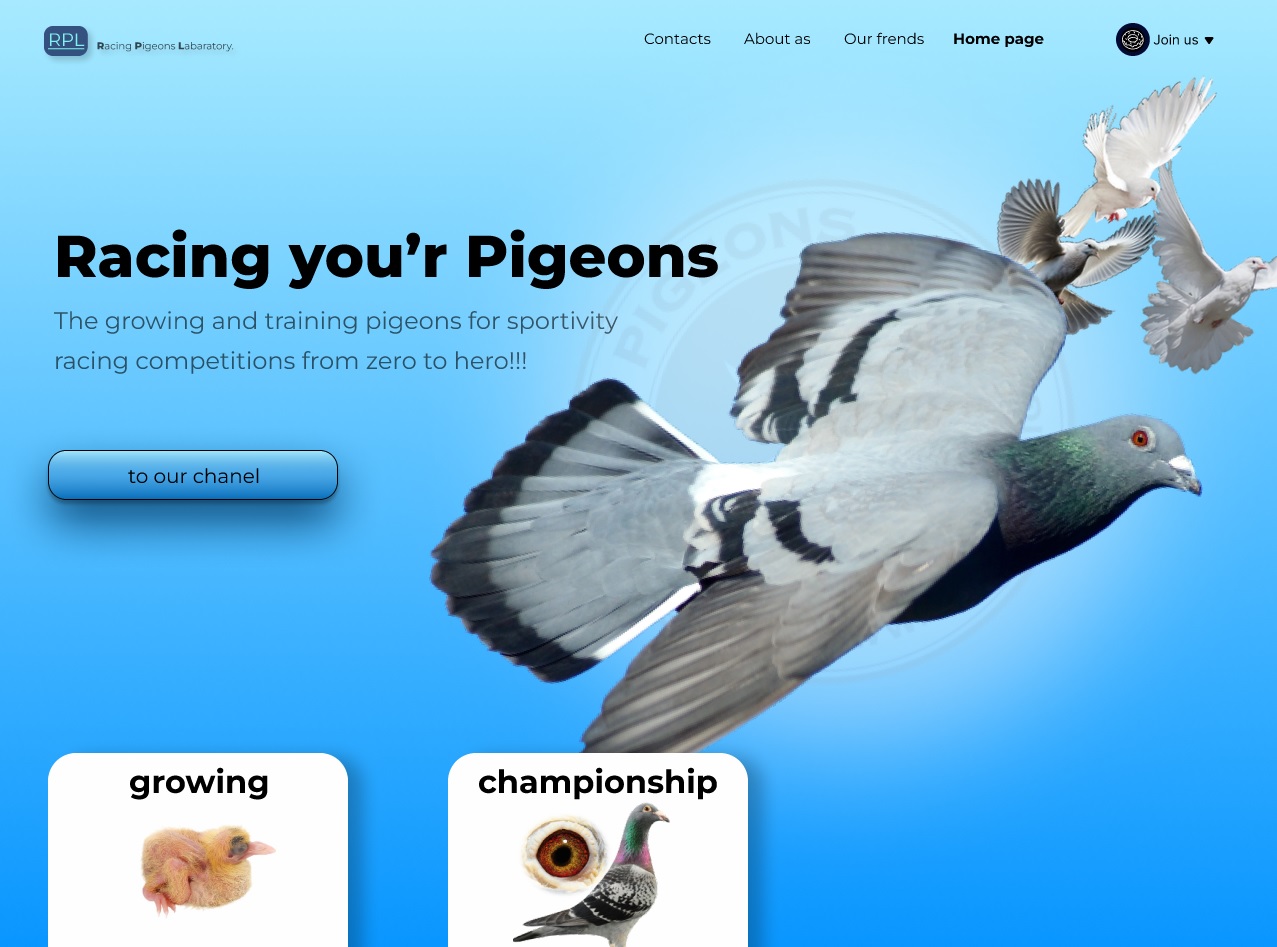 RPL
Racing Pigeons Labaratory.
Contacts
About as
Our frends
Home page
Join us
PIGEONS
Racing you’r Pigeons
The growing and training pigeons for sportivity
racing competitions from zero to hero!!!
to our chanel
growing
championship